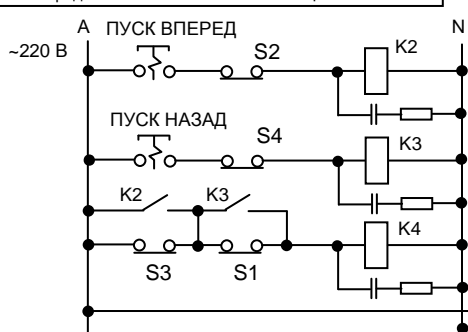 A ПУСК ВПЕРЕД N
~220 В S2 K2
ПУСК НАЗАД
S4 K3
K2 K3 K4
S3 S1